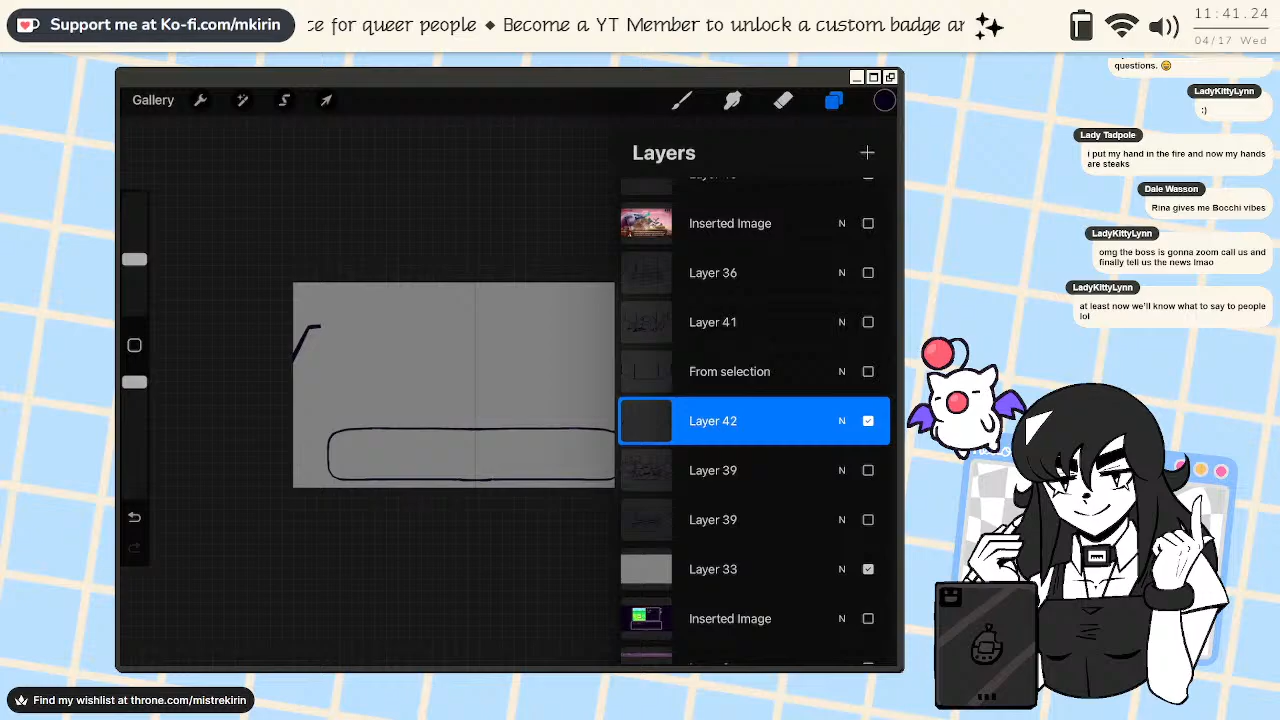 Support me at Ko-fi.com/mkirin
ce for queer people ◆ Become a YT Member to unlock a custom badge ar
11:41.24
04/17 Wed
questions. 😅
LadyKittyLynn
:)
Lady Tadpole
I put my hand in the fire and now my hands
are steaks
Dale Wasson
Rina gives me Bocchi vibes
LadyKittyLynn
omg the boss is gonna zoom call us and
finally tell us the news lmao
LadyKittyLynn
at least now we'll know what to say to people
lol
Gallery
Layers
Inserted Image N
Layer 36 N
Layer 41 N
From selection N
Layer 42 N
Layer 39 N
Layer 39 N
Layer 33 N
Inserted Image N
Find my wishlist at throne.com/mistrekirin